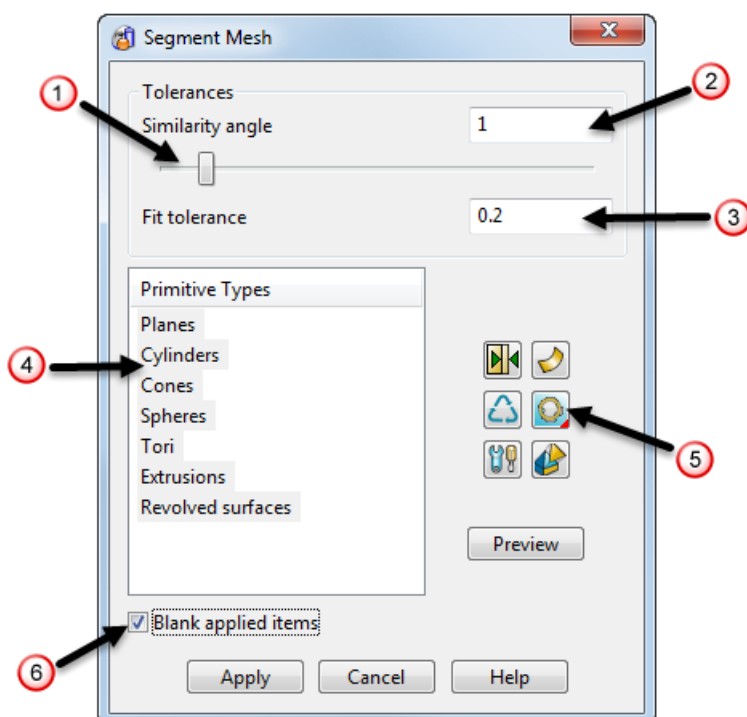 Segment Mesh
1
Tolerances
2
Similarity angle
1
Fit tolerance
0.2
3
Primitive Types
Planes
4
Cylinders
Cones
Spheres
Tori
Extrusions
Revolved surfaces
5
Preview
Blank applied items
6
Apply
Cancel
Help